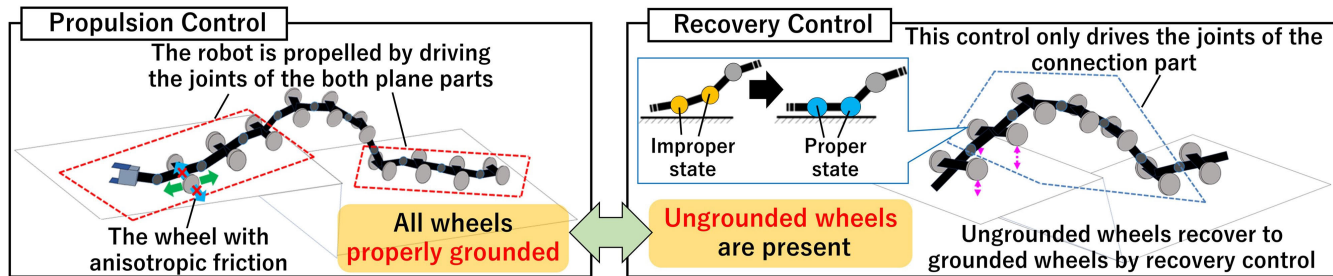 Propulsion Control
The robot is propelled by driving
the joints of the both plane parts
The wheel with
anisotropic friction
All wheels
properly grounded
Recovery Control
This control only drives the joints of the
connection part
Improper
state
Proper
state
Ungrounded wheels
are present
Ungrounded wheels recover to
grounded wheels by recovery control